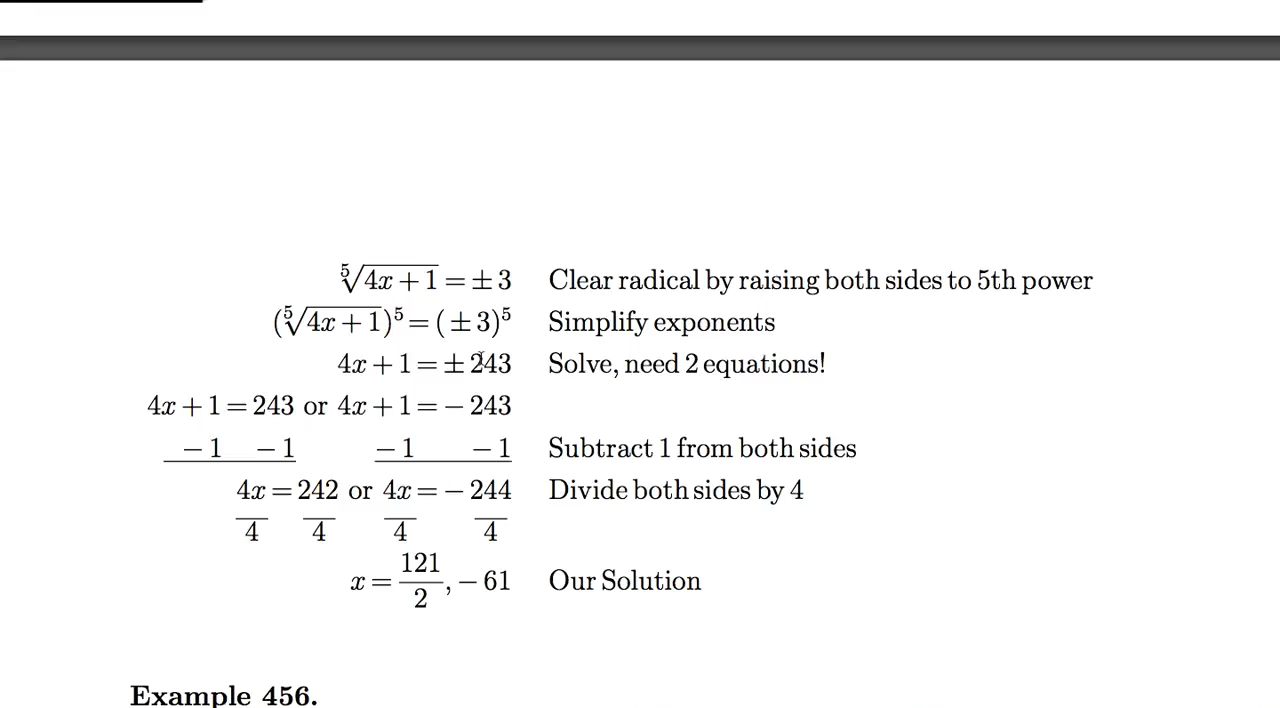 ⁵√4x + 1 = ± 3 Clear radical by raising both sides to 5th power
(⁵√4x + 1)⁵ = (± 3)⁵ Simplify exponents
4x + 1 = ± 243 Solve, need 2 equations!
4x + 1 = 243 or 4x + 1 = − 243
− 1 − 1 − 1 − 1 Subtract 1 from both sides
4x = 242 or 4x = − 244 Divide both sides by 4
4 4 4 4
x = 121/2, − 61 Our Solution
Example 456.